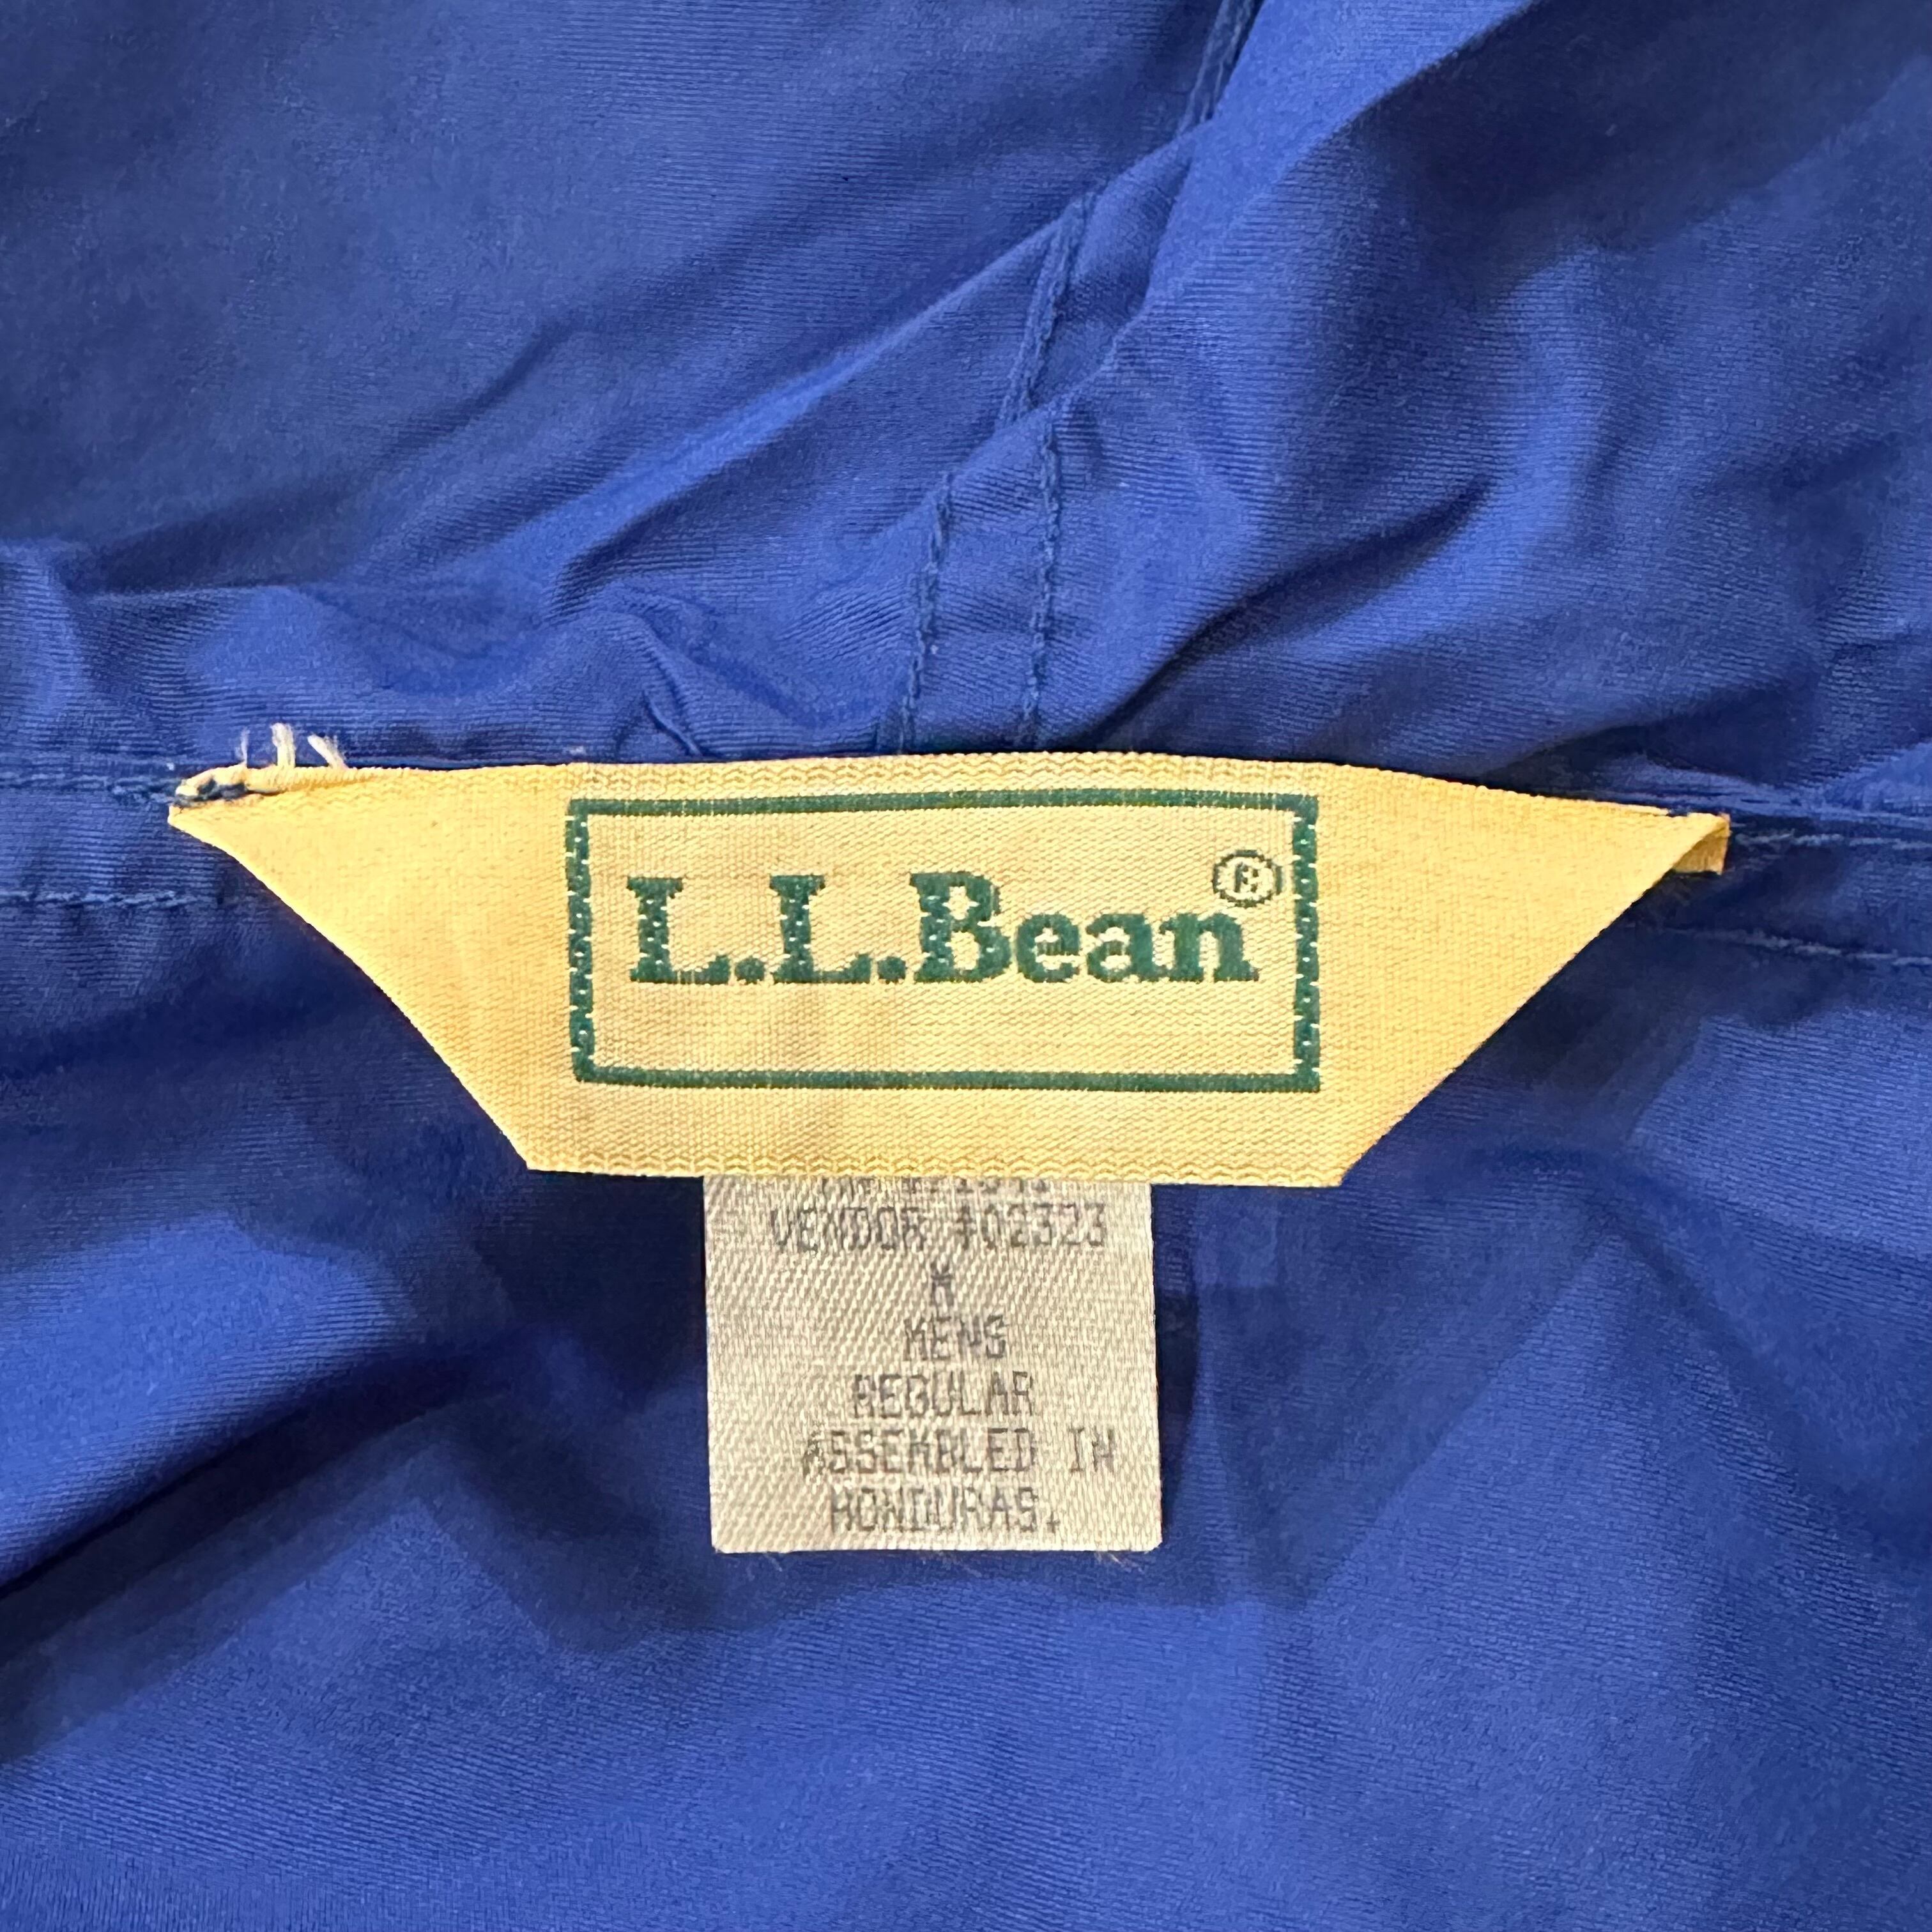 L.L.Bean®
VENDOR #02323
M
MENS
REGULAR
ASSEMBLED IN
HONDURAS.